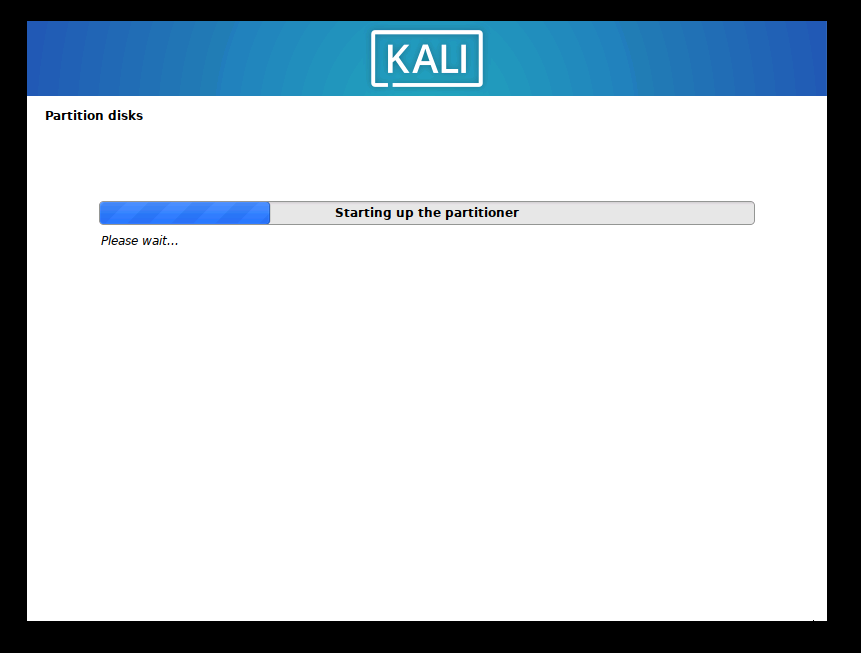 KALI
Partition disks
Starting up the partitioner
Please wait...